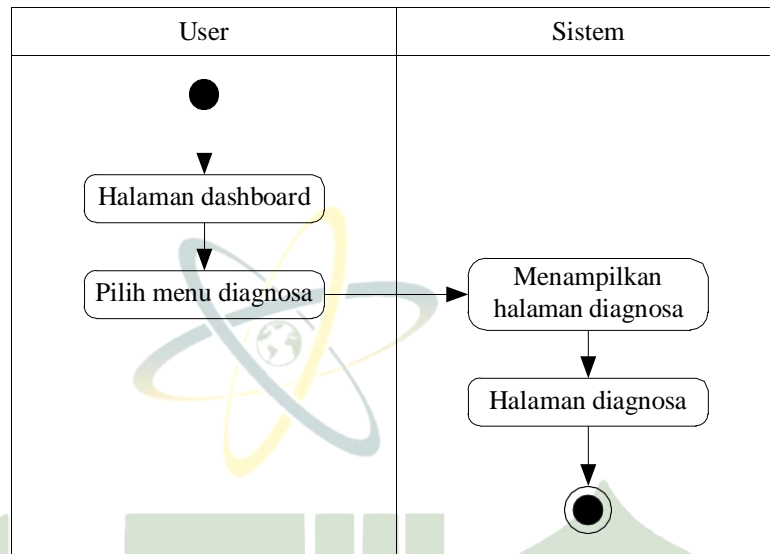 User
Sistem
Halaman dashboard
Pilih menu diagnosa
Menampilkan
halaman diagnosa
Halaman diagnosa